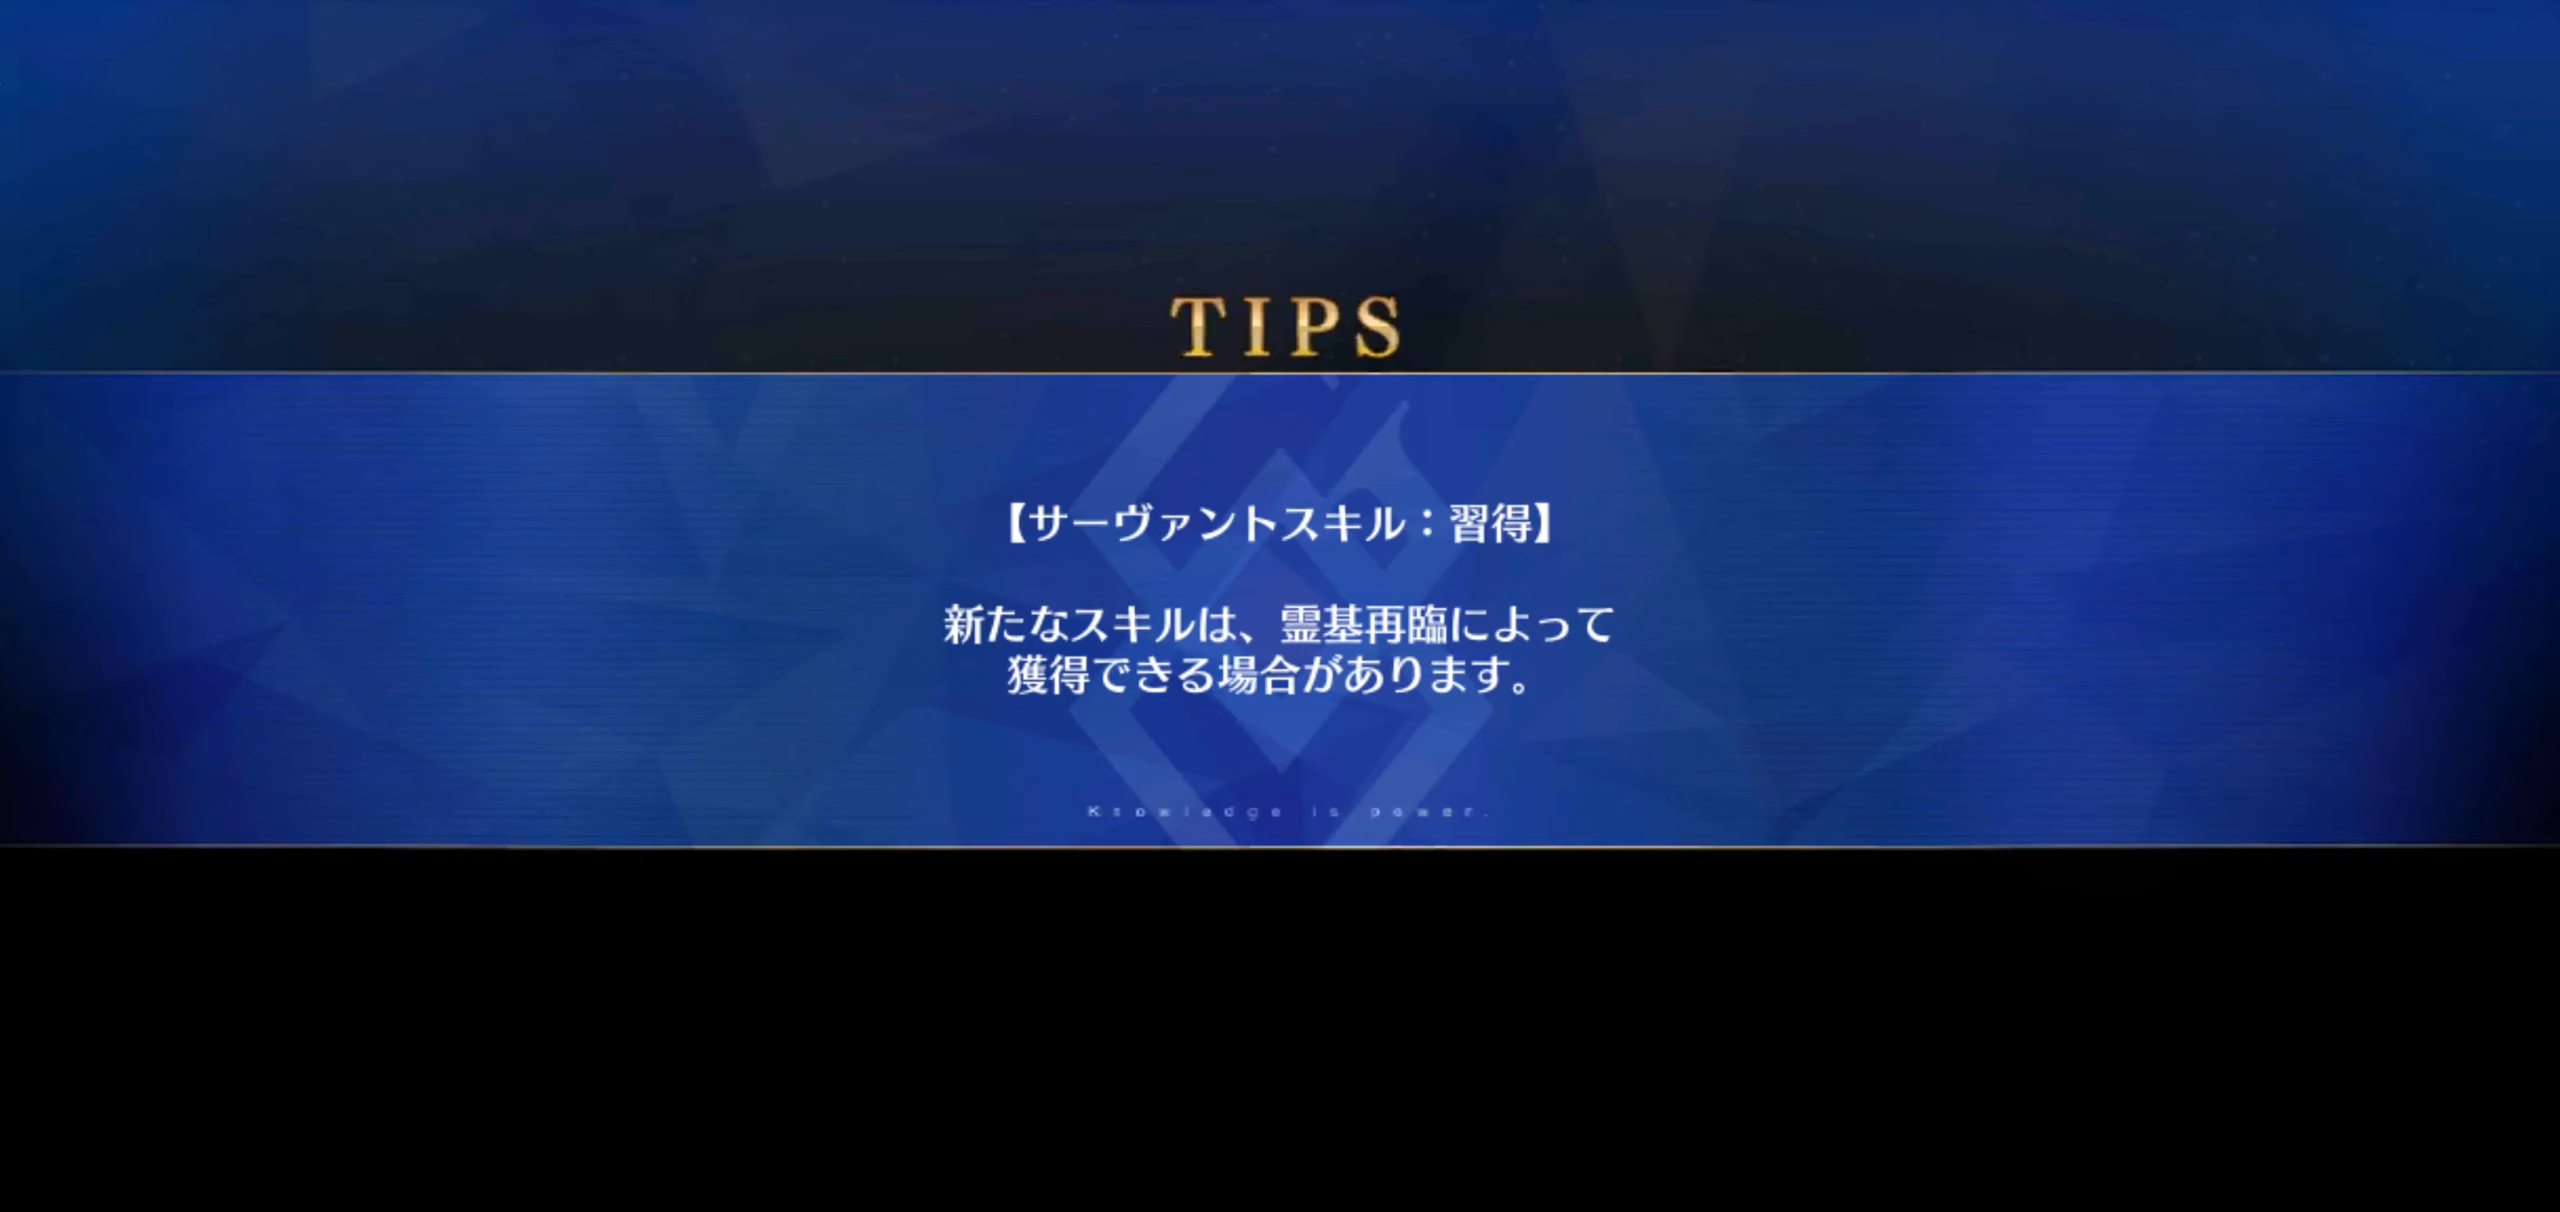 TIPS
【サーヴァントスキル：習得】
新たなスキルは、霊基再臨によって
獲得できる場合があります。
Knowledge is power.